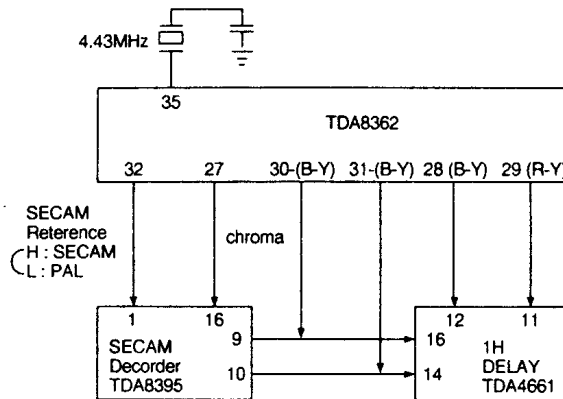 4.43MHz
35
TDA8362
32 27 30-(B-Y) 31-(B-Y) 28 (B-Y) 29 (R-Y)
SECAM
Reterence
H : SECAM
L : PAL
chroma
1 16 12 11
9 16
SECAM 1H
Decorder DELAY
10 14
TDA8395 TDA4661